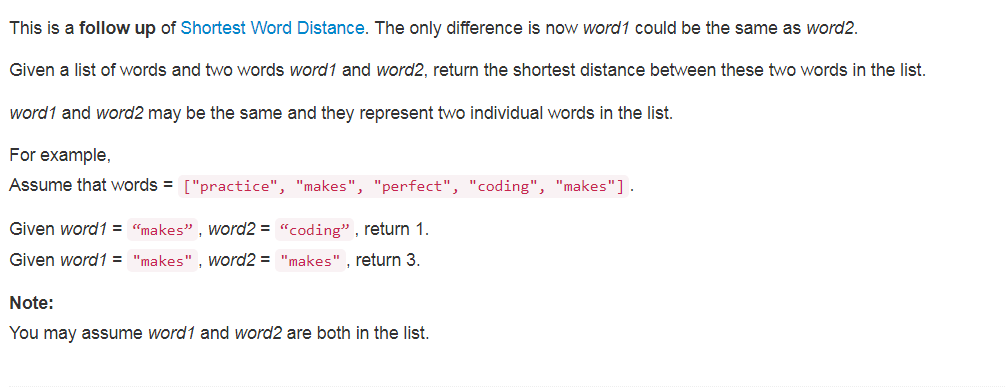 This is a follow up of Shortest Word Distance. The only difference is now word1 could be the same as word2.
Given a list of words and two words word1 and word2, return the shortest distance between these two words in the list.
word1 and word2 may be the same and they represent two individual words in the list.
For example,
Assume that words = ["practice", "makes", "perfect", "coding", "makes"].
Given word1 = “makes”, word2 = “coding”, return 1.
Given word1 = "makes", word2 = "makes", return 3.
Note:
You may assume word1 and word2 are both in the list.